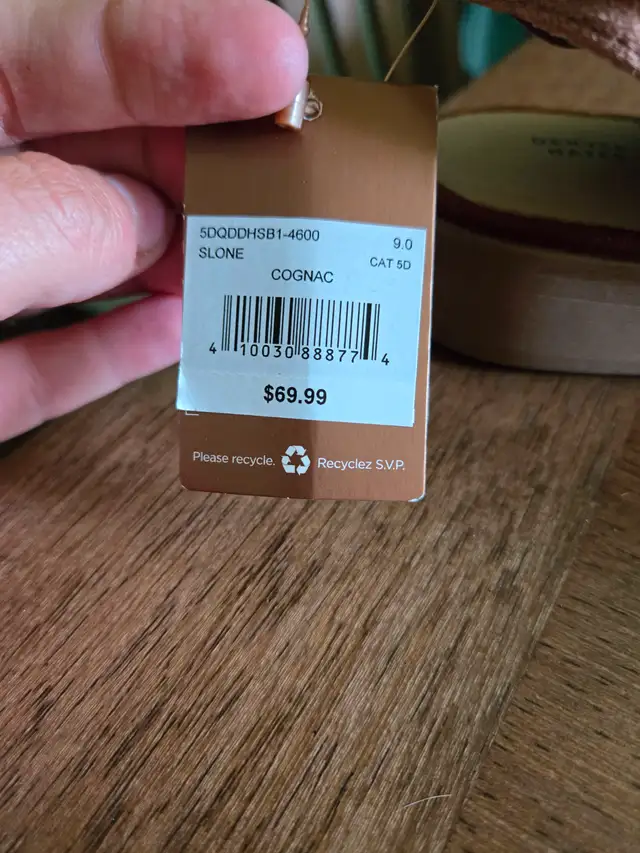 5DQDDHSB1-4600
9.0
SLONE
CAT 5D
COGNAC
4 10030 88877 4
$69.99
Please recycle. Recyclez S.V.P.